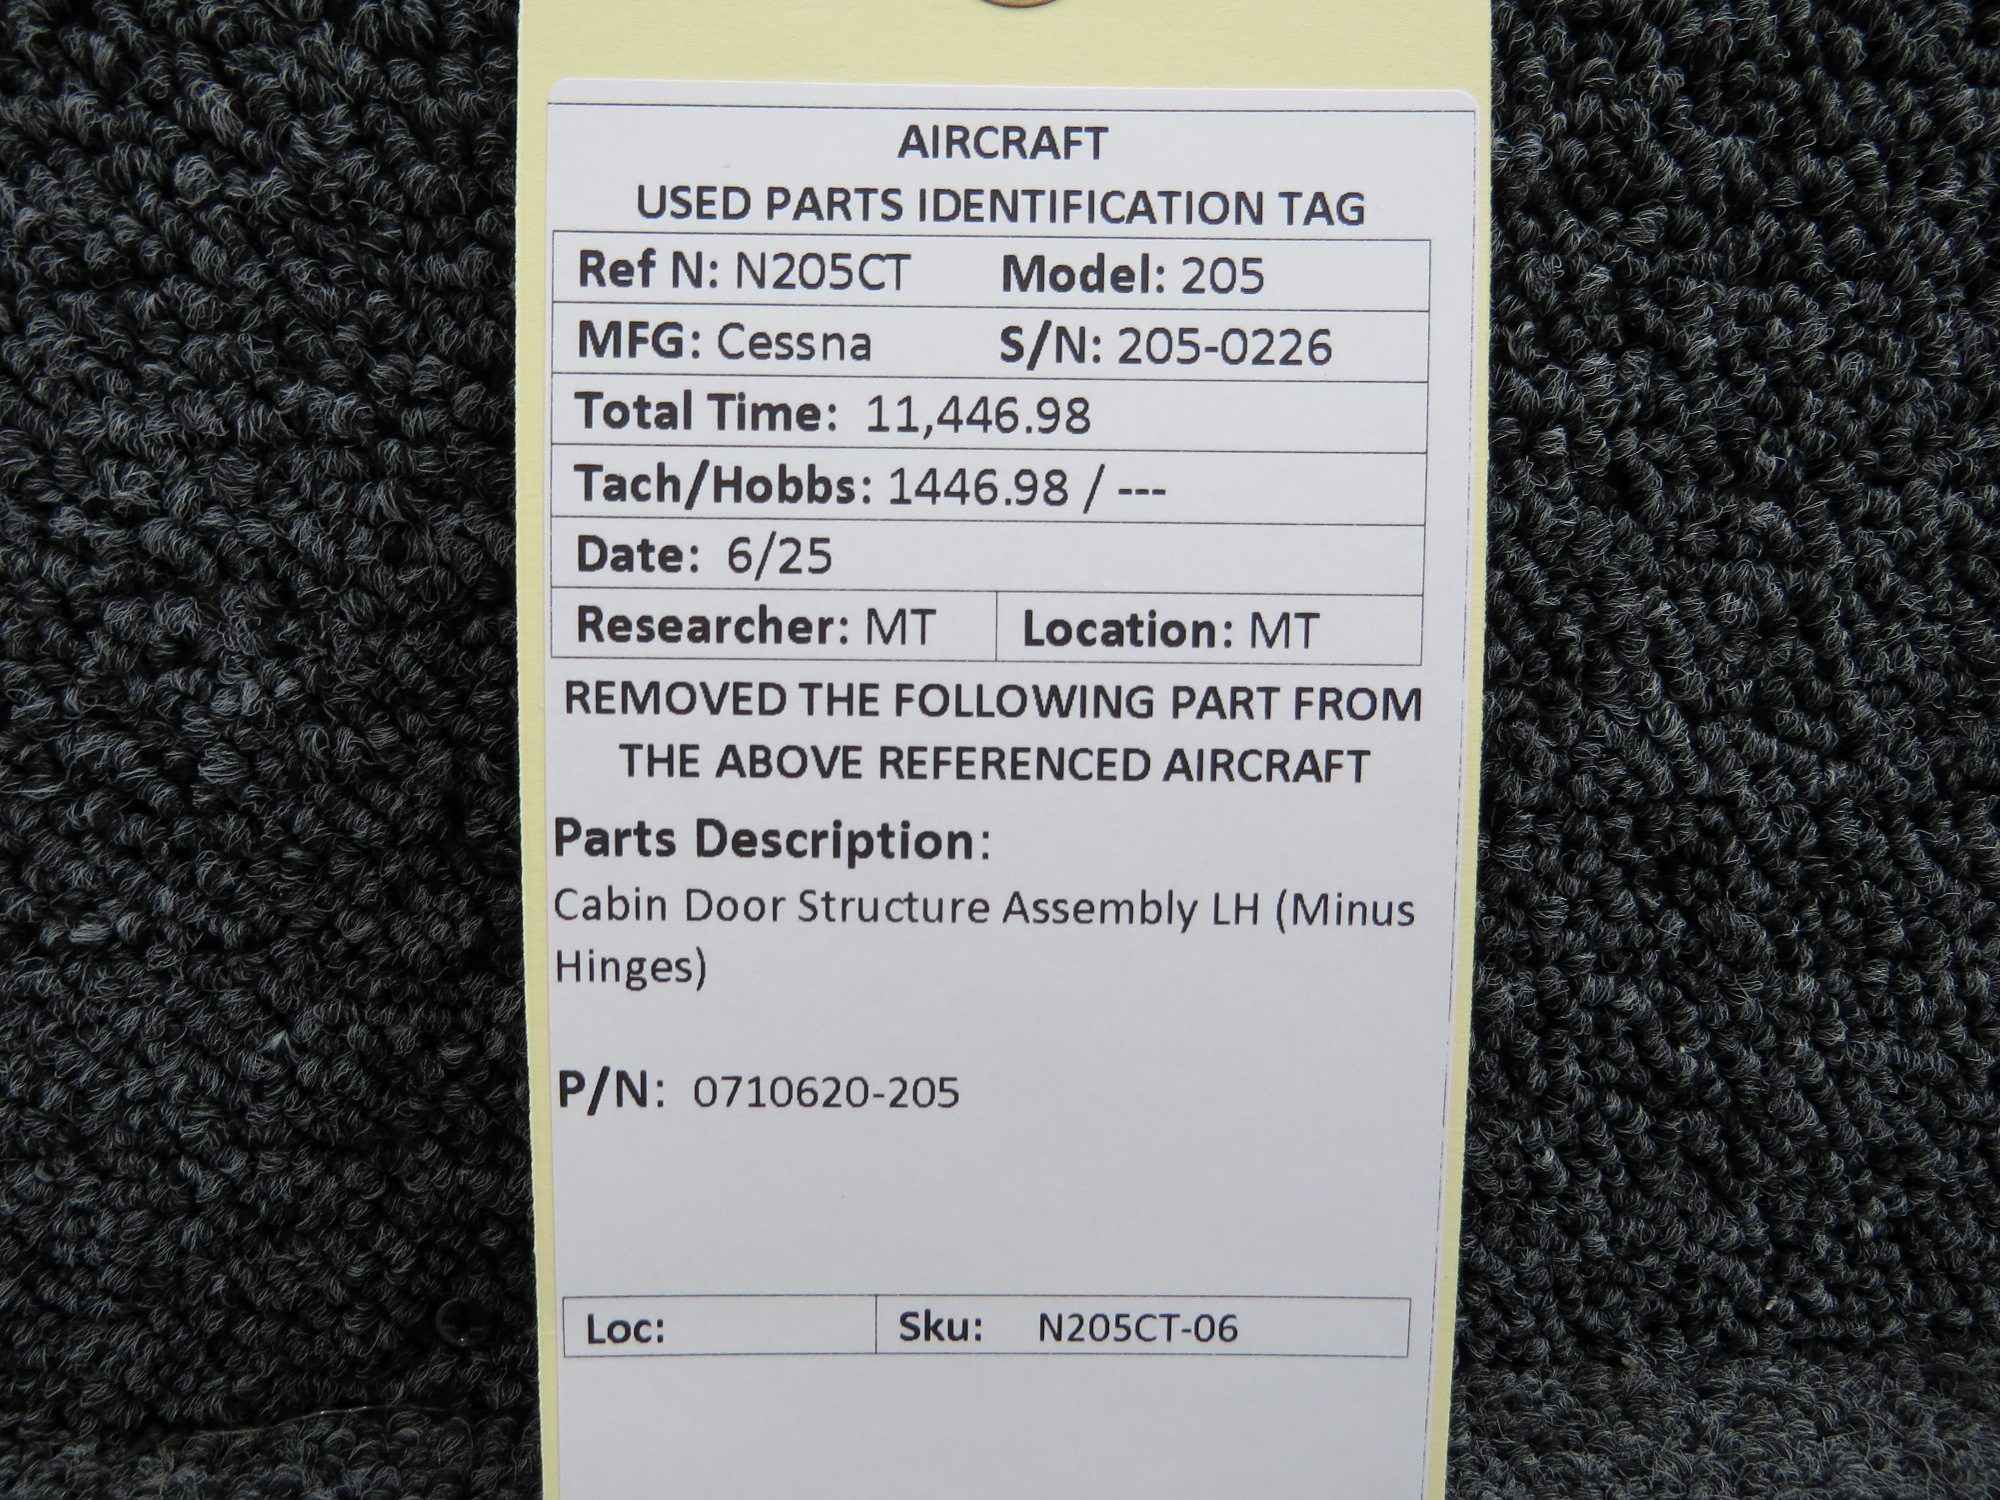 AIRCRAFT
USED PARTS IDENTIFICATION TAG
Ref N: N205CT Model: 205
MFG: Cessna S/N: 205-0226
Total Time: 11,446.98
Tach/Hobbs: 1446.98 / ---
Date: 6/25
Researcher: MT Location: MT
REMOVED THE FOLLOWING PART FROM
THE ABOVE REFERENCED AIRCRAFT
Parts Description:
Cabin Door Structure Assembly LH (Minus
Hinges)
P/N: 0710620-205
Loc: Sku: N205CT-06